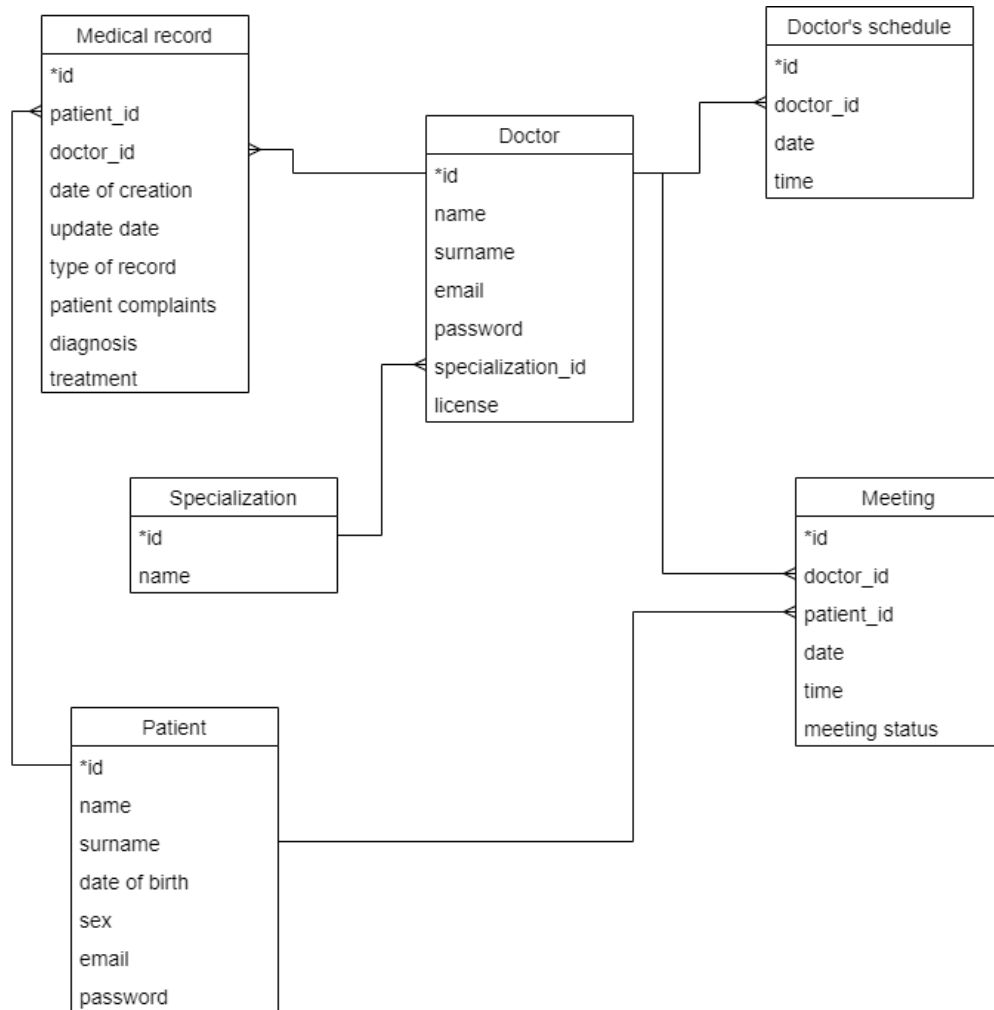 Medical record
*id
patient_id
doctor_id
date of creation
update date
type of record
patient complaints
diagnosis
treatment
Doctor
*id
name
surname
email
password
specialization_id
license
Doctor's schedule
*id
doctor_id
date
time
Specialization
*id
name
Meeting
*id
doctor_id
patient_id
date
time
meeting status
Patient
*id
name
surname
date of birth
sex
email
password